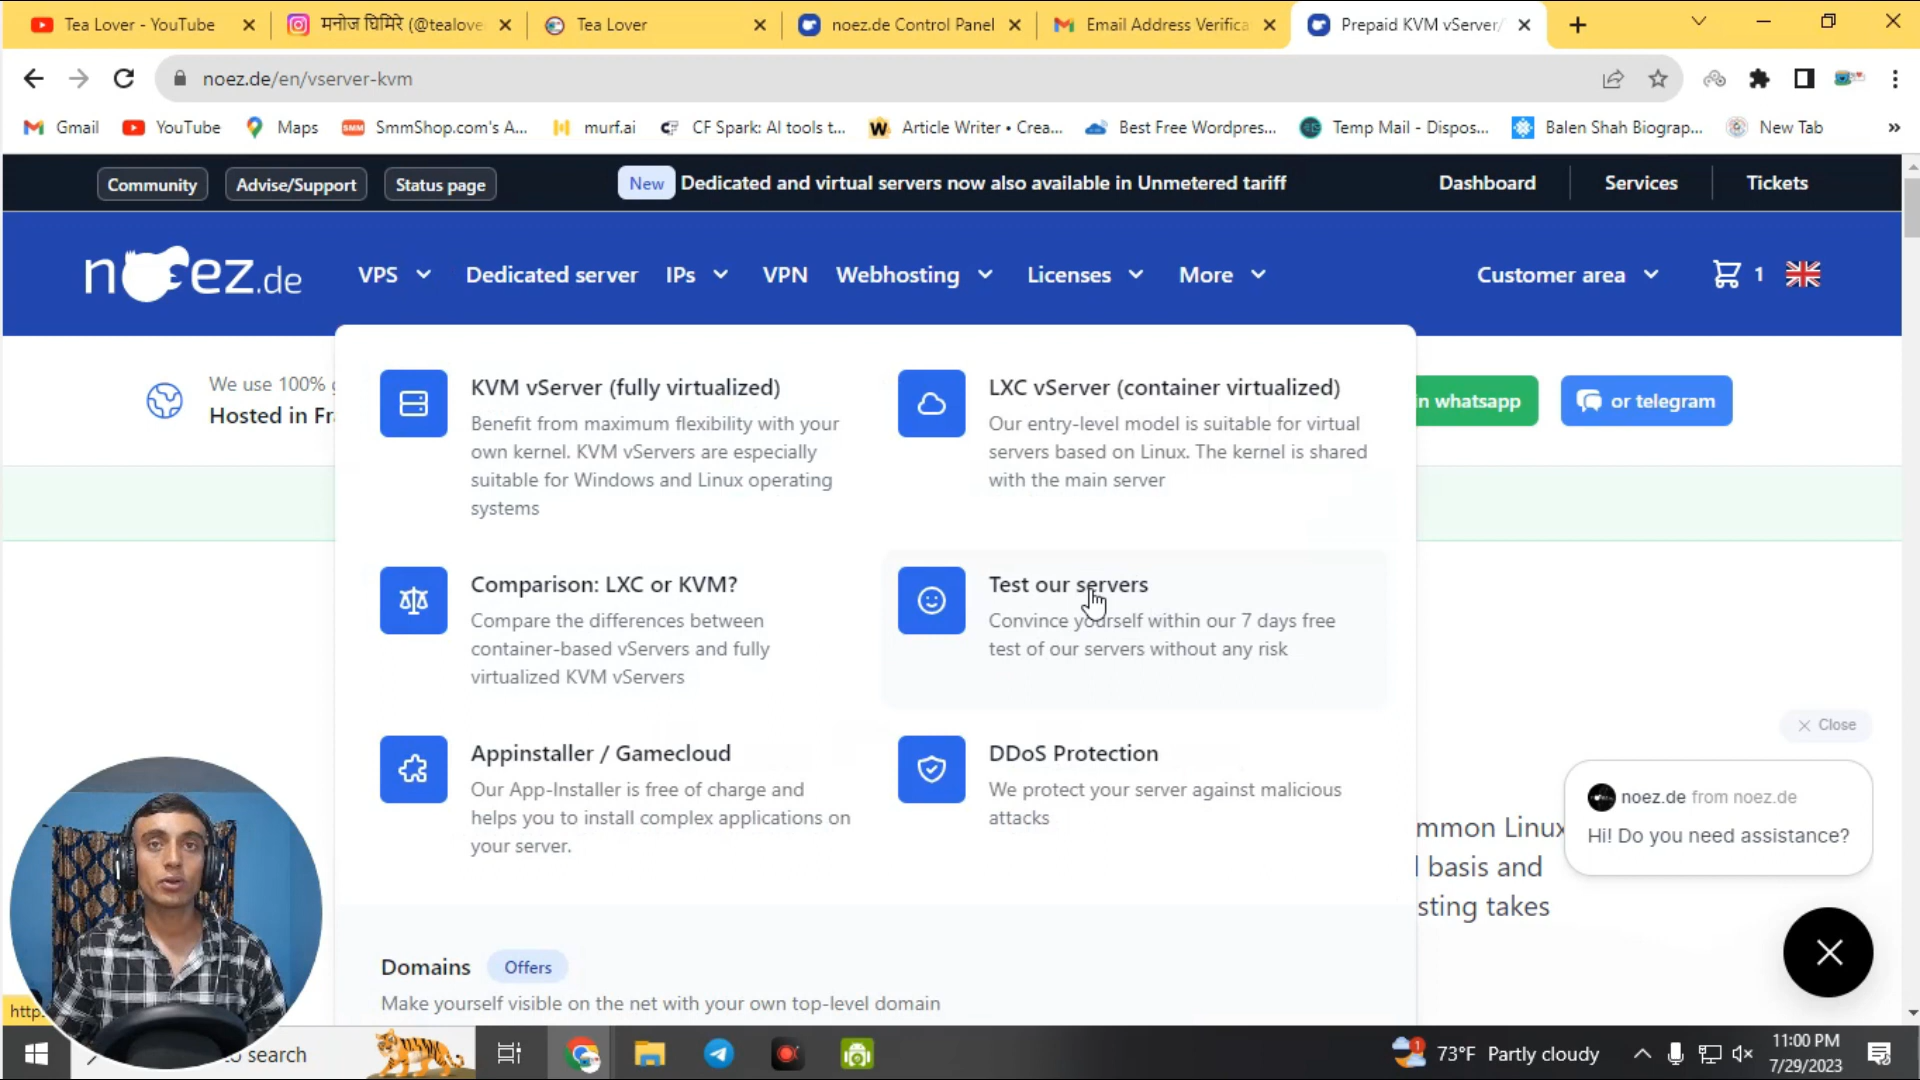 Tea Lover - YouTube
मनोज घिमिरे (@tealove
Tea Lover
noez.de Control Panel
Email Address Verifica
Prepaid KVM vServer/
noez.de/en/vserver-kvm
Gmail
YouTube
Maps
SmmShop.com's A...
murf.ai
CF Spark: AI tools t...
Article Writer • Crea...
Best Free Wordpres...
Temp Mail - Dispos...
Balen Shah Biograp...
New Tab
»
Community
Advise/Support
Status page
New
Dedicated and virtual servers now also available in Unmetered tariff
Dashboard
Services
Tickets
noez.de
VPS
Dedicated server
IPs
VPN
Webhosting
Licenses
More
Customer area
1
We use 100%
Hosted in Fr
n whatsapp
or telegram
KVM vServer (fully virtualized)
Benefit from maximum flexibility with your
own kernel. KVM vServers are especially
suitable for Windows and Linux operating
systems
LXC vServer (container virtualized)
Our entry-level model is suitable for virtual
servers based on Linux. The kernel is shared
with the main server
Comparison: LXC or KVM?
Compare the differences between
container-based vServers and fully
virtualized KVM vServers
Test our servers
Convince yourself within our 7 days free
test of our servers without any risk
Appinstaller / Gamecloud
Our App-Installer is free of charge and
helps you to install complex applications on
your server.
DDoS Protection
We protect your server against malicious
attacks
Close
noez.de from noez.de
Hi! Do you need assistance?
mmon Linux
basis and
sting takes
Domains
Offers
Make yourself visible on the net with your own top-level domain
http
to search
1
73°F Partly cloudy
11:00 PM
7/29/2023